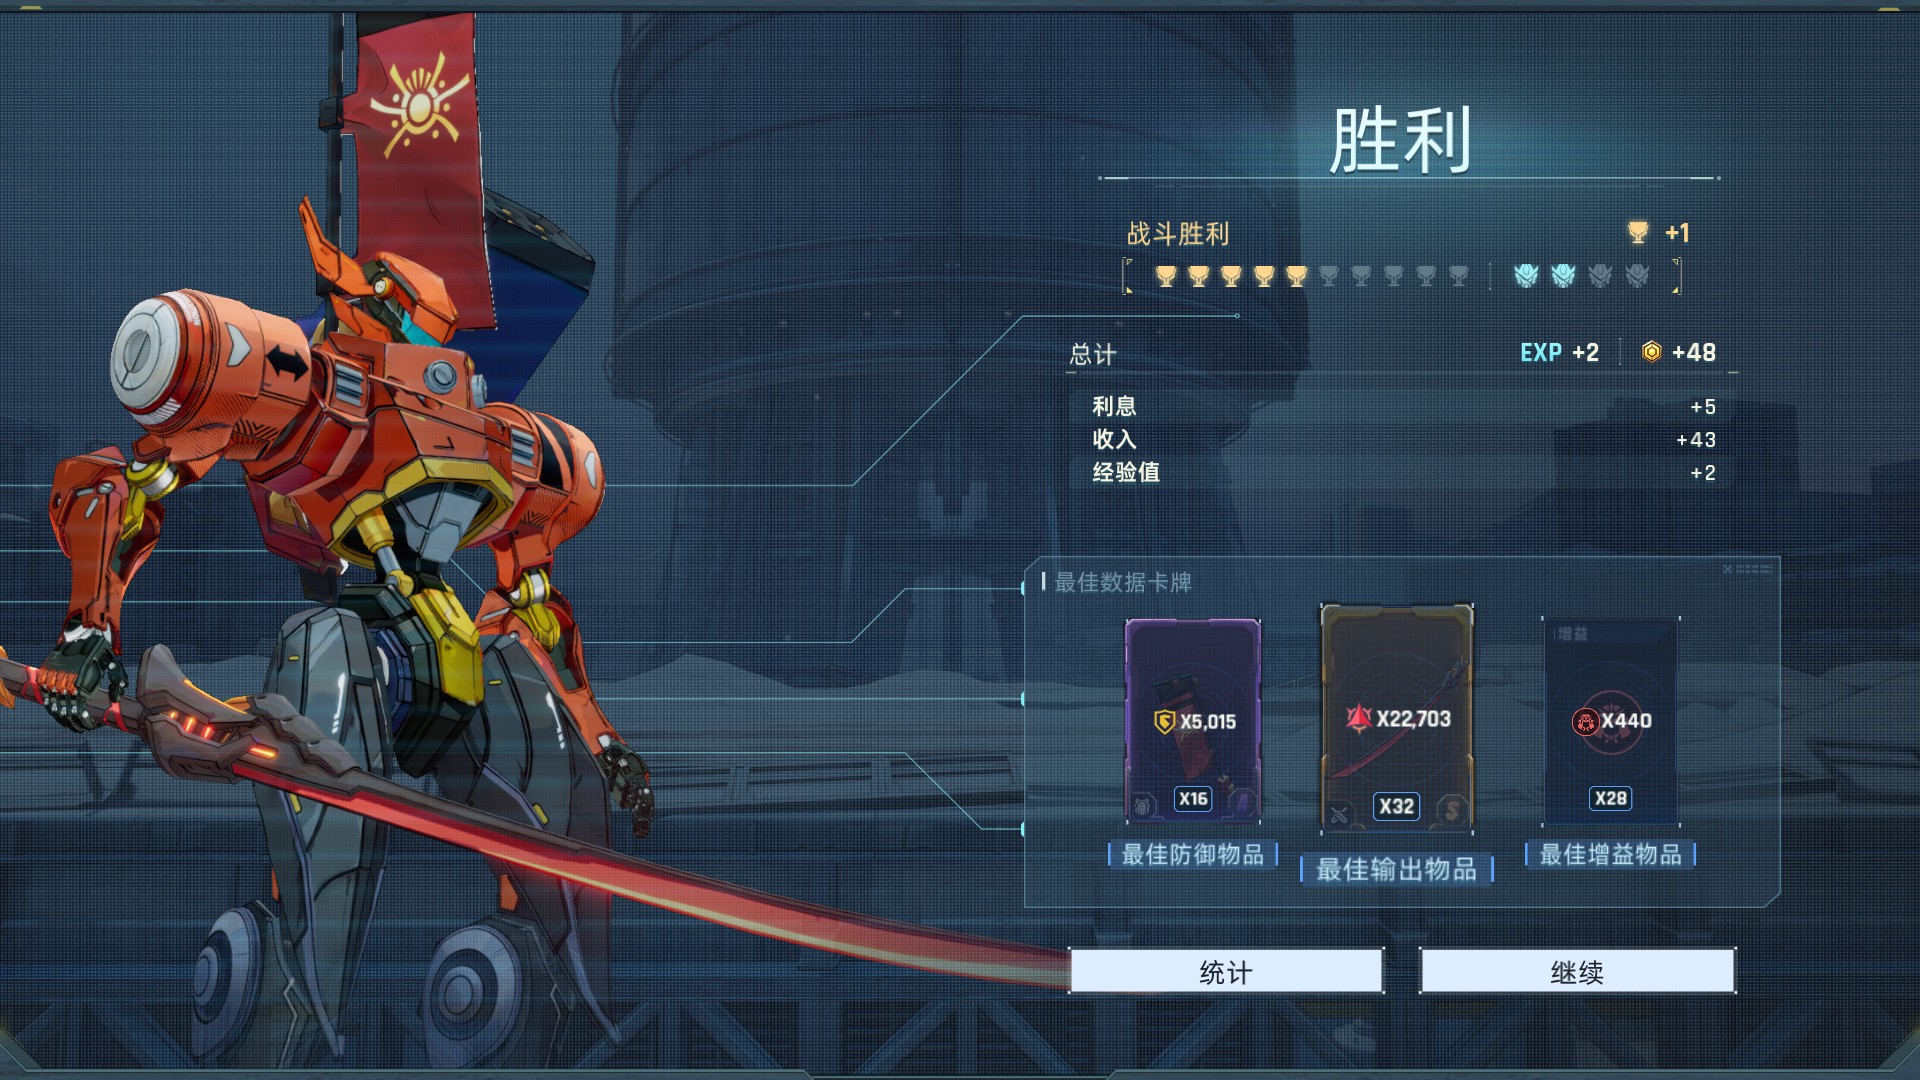 胜利
战斗胜利 +1
总计 EXP +2 +48
利息 +5
收入 +43
经验值 +2
最佳数据卡牌
增益
X5,015 X22,703 X440
X16 X32 X28
最佳防御物品 最佳输出物品 最佳增益物品
统计 继续